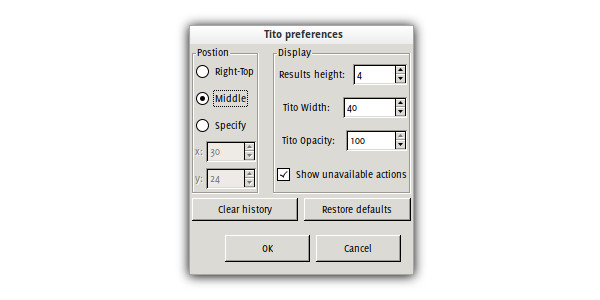 Tito preferences
Postion
Right-Top
Middle
Specify
x: 30
y: 24
Display
Results height: 4
Tito Width: 40
Tito Opacity: 100
Show unavailable actions
Clear history
Restore defaults
OK
Cancel